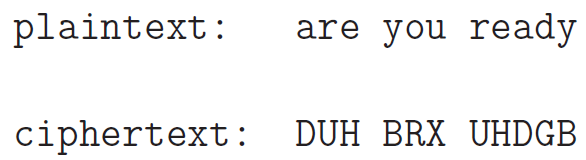 plaintext: are you ready
ciphertext: DUH BRX UHDGB